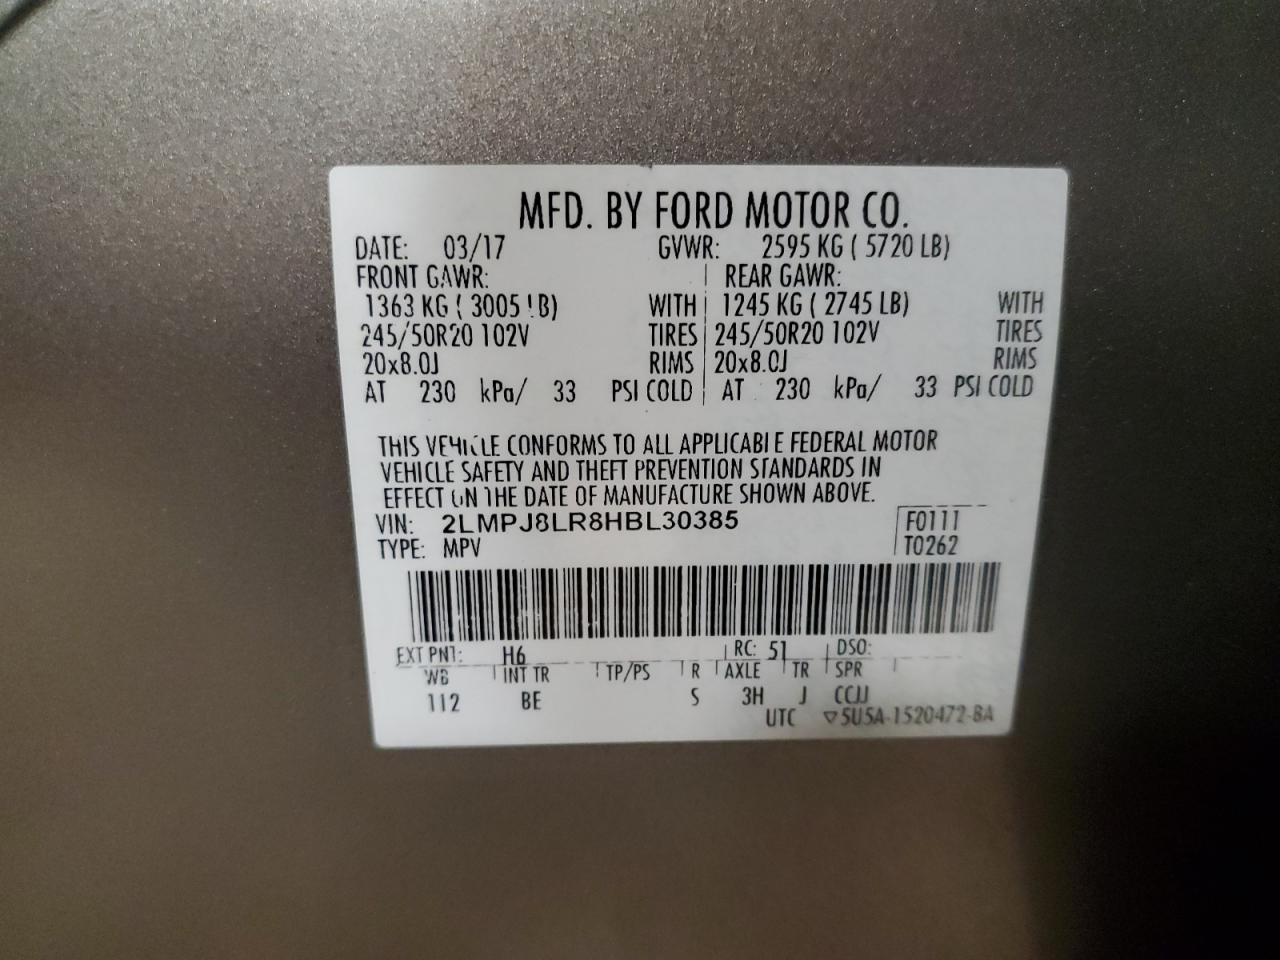 MFD. BY FORD MOTOR CO.
DATE: 03/17 GVWR: 2595 KG ( 5720 LB)
FRONT GAWR: REAR GAWR:
1363 KG ( 3005 LB) WITH 1245 KG ( 2745 LB) WITH
245/50R20 102V TIRES 245/50R20 102V TIRES
20x8.0J RIMS 20x8.0J RIMS
AT 230 kPa/ 33 PSI COLD AT 230 kPa/ 33 PSI COLD
THIS VEHICLE CONFORMS TO ALL APPLICABLE FEDERAL MOTOR
VEHICLE SAFETY AND THEFT PREVENTION STANDARDS IN
EFFECT ON THE DATE OF MANUFACTURE SHOWN ABOVE.
VIN: 2LMPJ8LR8HBL30385 F0111
TYPE: MPV T0262
EXT PNT: H6 RC: 51 DSO:
WB INT TR TP/PS R AXLE TR SPR
112 BE S 3H J CCJJ
UTC ▽5U5A-1520472-BA